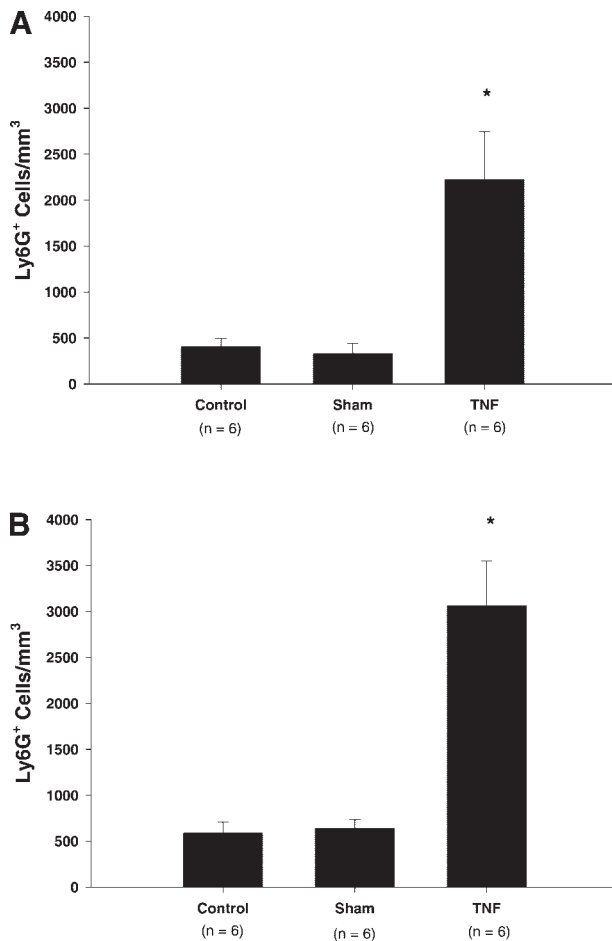 A
4000
3500
3000
2500
2000
1500
1000
500
0
Ly6G⁺ Cells/mm³
*
Control Sham TNF
(n = 6) (n = 6) (n = 6)
B
4000
3500
3000
2500
2000
1500
1000
500
0
Ly6G⁺ Cells/mm³
*
Control Sham TNF
(n = 6) (n = 6) (n = 6)